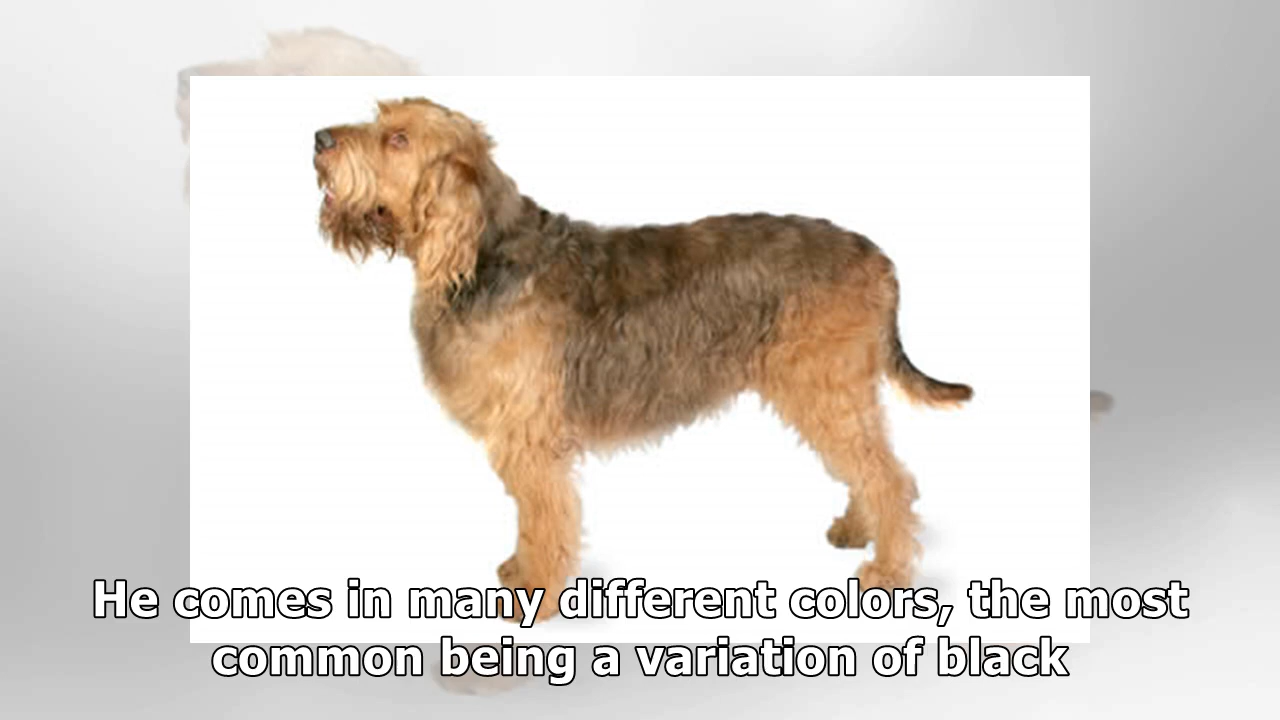 He comes in many different colors, the most
common being a variation of black